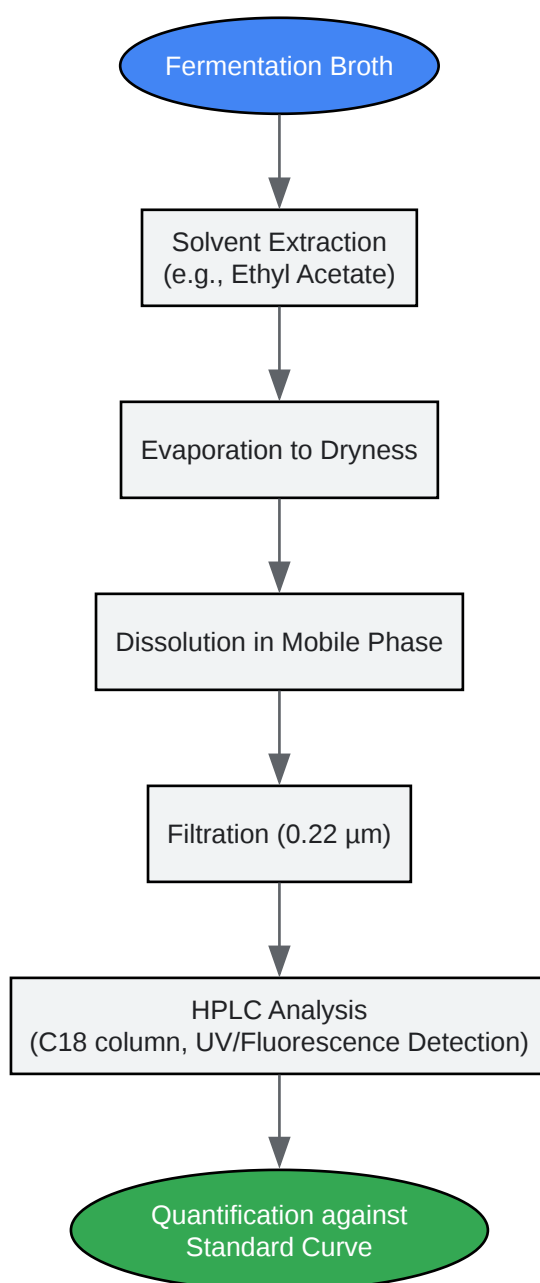 Fermentation Broth
Solvent Extraction
(e.g., Ethyl Acetate)
Evaporation to Dryness
Dissolution in Mobile Phase
Filtration (0.22 µm)
HPLC Analysis
(C18 column, UV/Fluorescence Detection)
Quantification against
Standard Curve